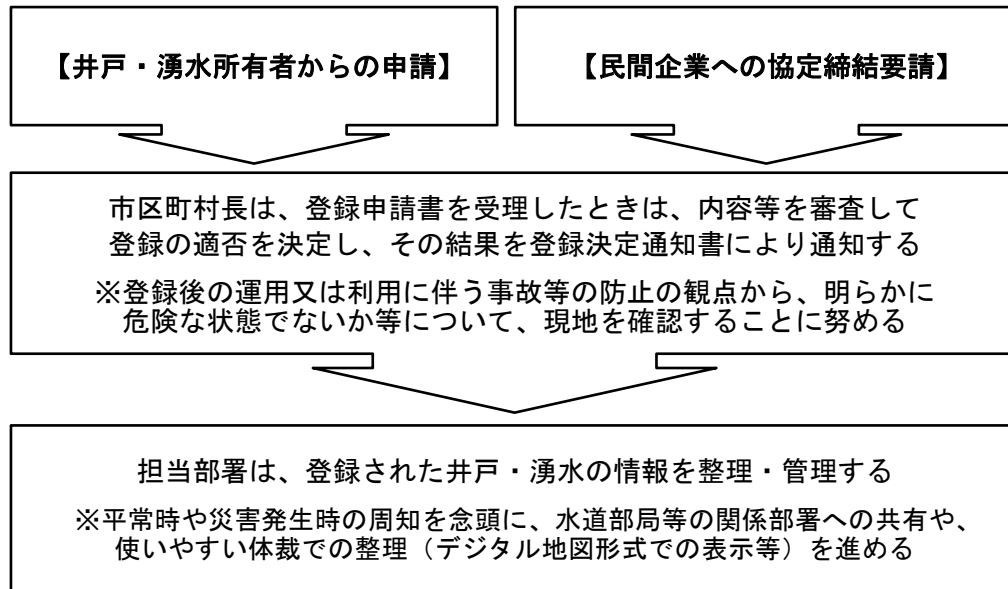 【井戸・湧水所有者からの申請】
【民間企業への協定締結要請】
市区町村長は、登録申請書を受理したときは、内容等を審査して
登録の適否を決定し、その結果を登録決定通知書により通知する
※登録後の運用又は利用に伴う事故等の防止の観点から、明らかに
危険な状態でないか等について、現地を確認することに努める
担当部署は、登録された井戸・湧水の情報を整理・管理する
※平常時や災害発生時の周知を念頭に、水道部局等の関係部署への共有や、
使いやすい体裁での整理（デジタル地図形式での表示等）を進める